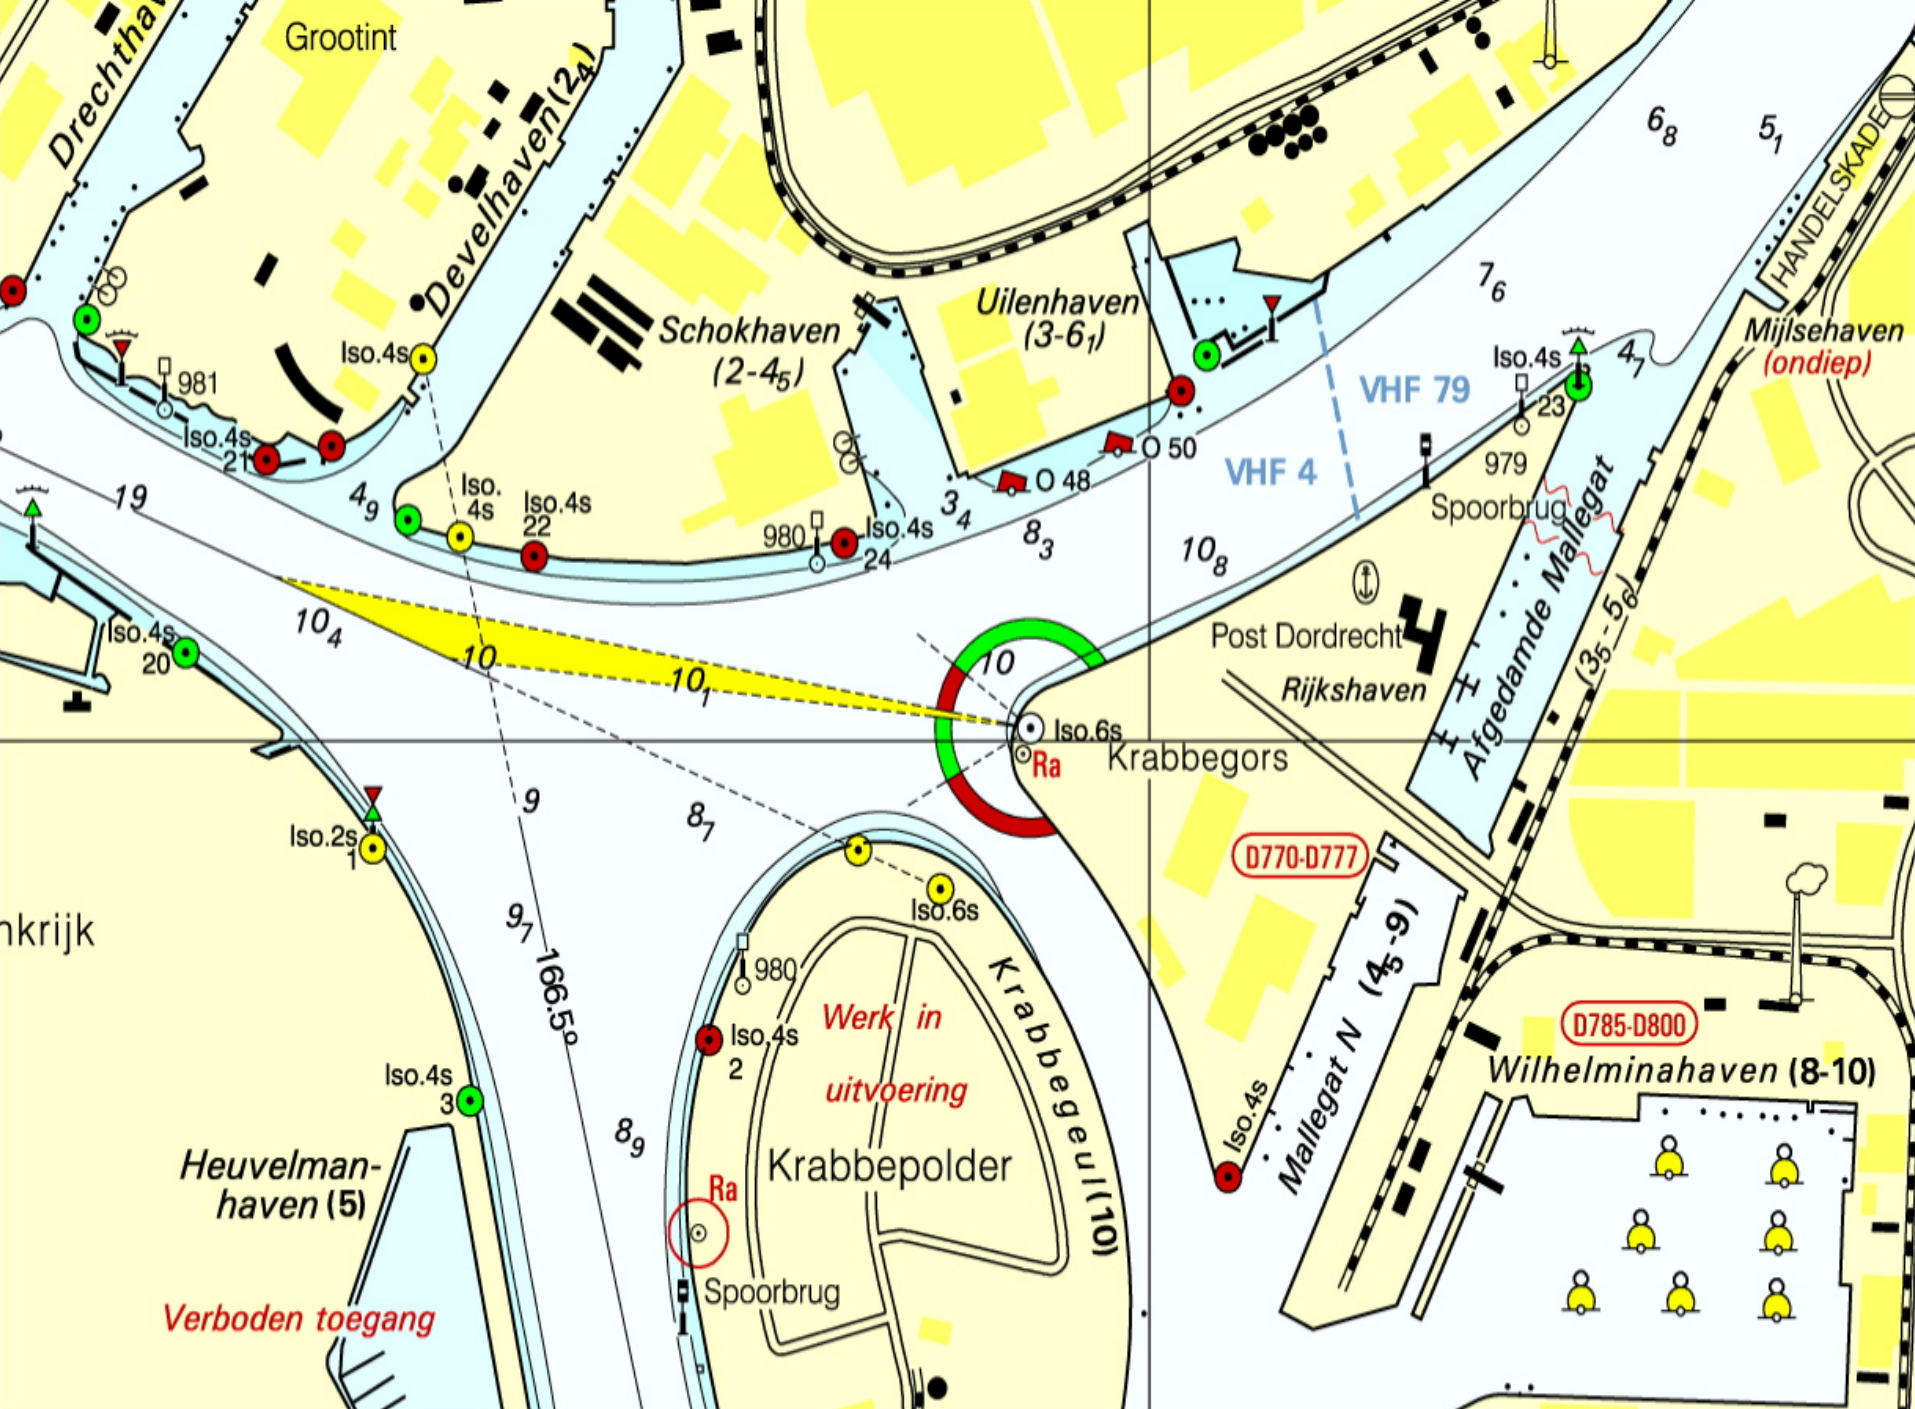 Grootint
Develhaven (2₄)
6₈
5₁
HANDELSKADE
7₆
Uilenhaven
(3-6₁)
Schokhaven
(2-4₅)
Mijlsehaven
(ondiep)
Iso.4s
981
Iso.4s
21
VHF 79
VHF 4
Iso.4s
23
4₇
979
Spoorbrug
19
4₉
Iso.
4s
Iso.4s
22
980
Iso.4s
24
3₄
O 48
O 50
8₃
10₈
Afgedamde Mallegat
(3₅ - 5₆)
Iso.4s
20
10₄
10
10₁
10
Post Dordrecht
Rijkshaven
Iso.6s
Ra
Krabbegors
Iso.2s
1
9
8₇
D770-D777
Iso.6s
9₇
166.5º
nkrijk
980
Werk in
uitvoering
Krabbegeul (10)
Mallegat N (4₅-9)
D785-D800
Wilhelminahaven (8-10)
Iso.4s
2
Iso.4s
3
8₉
Iso.4s
Heuvelman-
haven (5)
Krabbepolder
Ra
Spoorbrug
Verboden toegang